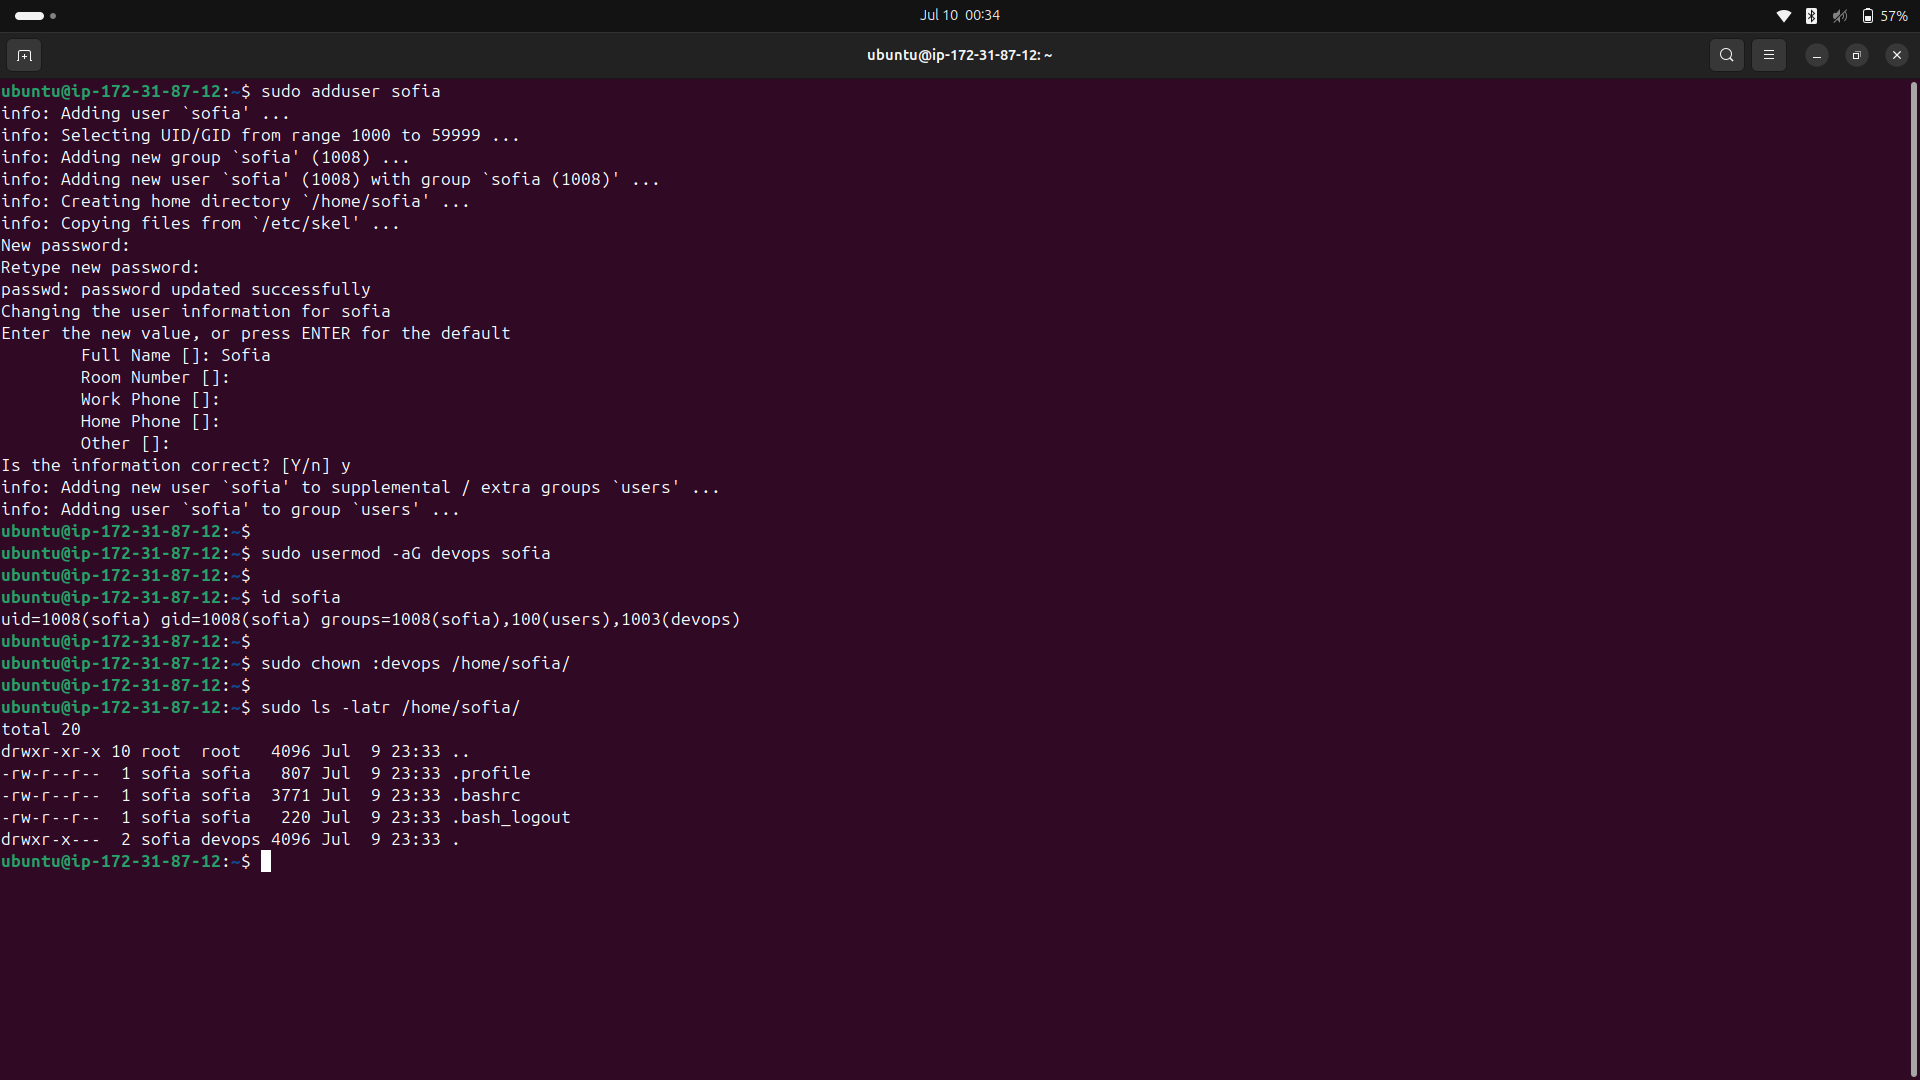 Jul 10 00:34
57%
ubuntu@ip-172-31-87-12: ~
ubuntu@ip-172-31-87-12:~$ sudo adduser sofia
info: Adding user `sofia' ...
info: Selecting UID/GID from range 1000 to 59999 ...
info: Adding new group `sofia' (1008) ...
info: Adding new user `sofia' (1008) with group `sofia (1008)' ...
info: Creating home directory `/home/sofia' ...
info: Copying files from `/etc/skel' ...
New password:
Retype new password:
passwd: password updated successfully
Changing the user information for sofia
Enter the new value, or press ENTER for the default
        Full Name []: Sofia
        Room Number []:
        Work Phone []:
        Home Phone []:
        Other []:
Is the information correct? [Y/n] y
info: Adding new user `sofia' to supplemental / extra groups `users' ...
info: Adding user `sofia' to group `users' ...
ubuntu@ip-172-31-87-12:~$
ubuntu@ip-172-31-87-12:~$ sudo usermod -aG devops sofia
ubuntu@ip-172-31-87-12:~$
ubuntu@ip-172-31-87-12:~$ id sofia
uid=1008(sofia) gid=1008(sofia) groups=1008(sofia),100(users),1003(devops)
ubuntu@ip-172-31-87-12:~$
ubuntu@ip-172-31-87-12:~$ sudo chown :devops /home/sofia/
ubuntu@ip-172-31-87-12:~$
ubuntu@ip-172-31-87-12:~$ sudo ls -latr /home/sofia/
total 20
drwxr-xr-x 10 root  root   4096 Jul  9 23:33 ..
-rw-r--r--  1 sofia sofia   807 Jul  9 23:33 .profile
-rw-r--r--  1 sofia sofia  3771 Jul  9 23:33 .bashrc
-rw-r--r--  1 sofia sofia   220 Jul  9 23:33 .bash_logout
drwxr-x---  2 sofia devops 4096 Jul  9 23:33 .
ubuntu@ip-172-31-87-12:~$